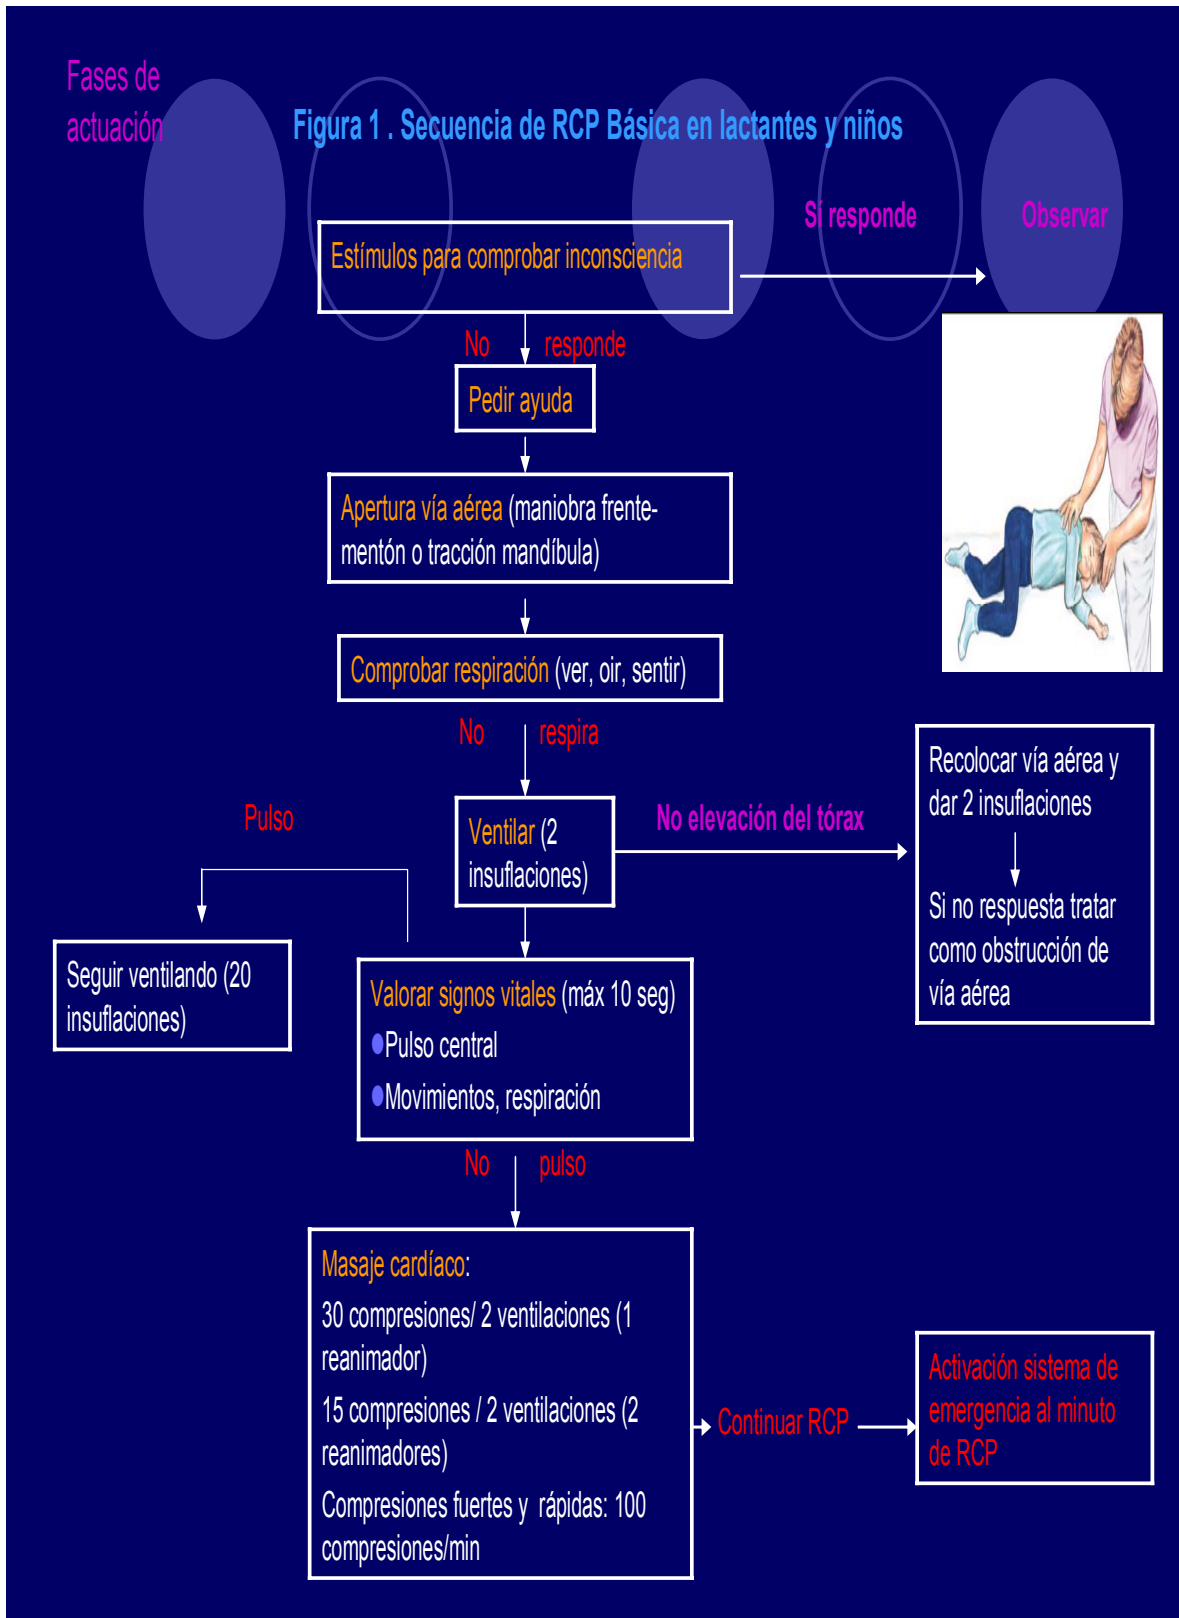 Fases de
actuación
Figura 1 . Secuencia de RCP Básica en lactantes y niños
Sí responde
Observar
Estímulos para comprobar inconsciencia
No responde
Pedir ayuda
Apertura vía aérea (maniobra frente-
mentón o tracción mandíbula)
Comprobar respiración (ver, oir, sentir)
No respira
Pulso
Ventilar (2
insuflaciones)
No elevación del tórax
Recolocar vía aérea y
dar 2 insuflaciones
Si no respuesta tratar
como obstrucción de
vía aérea
Seguir ventilando (20
insuflaciones)
Valorar signos vitales (máx 10 seg)
●Pulso central
●Movimientos, respiración
No pulso
Masaje cardíaco:
30 compresiones/ 2 ventilaciones (1
reanimador)
15 compresiones / 2 ventilaciones (2
reanimadores)
Compresiones fuertes y rápidas: 100
compresiones/min
Continuar RCP
Activación sistema de
emergencia al minuto
de RCP